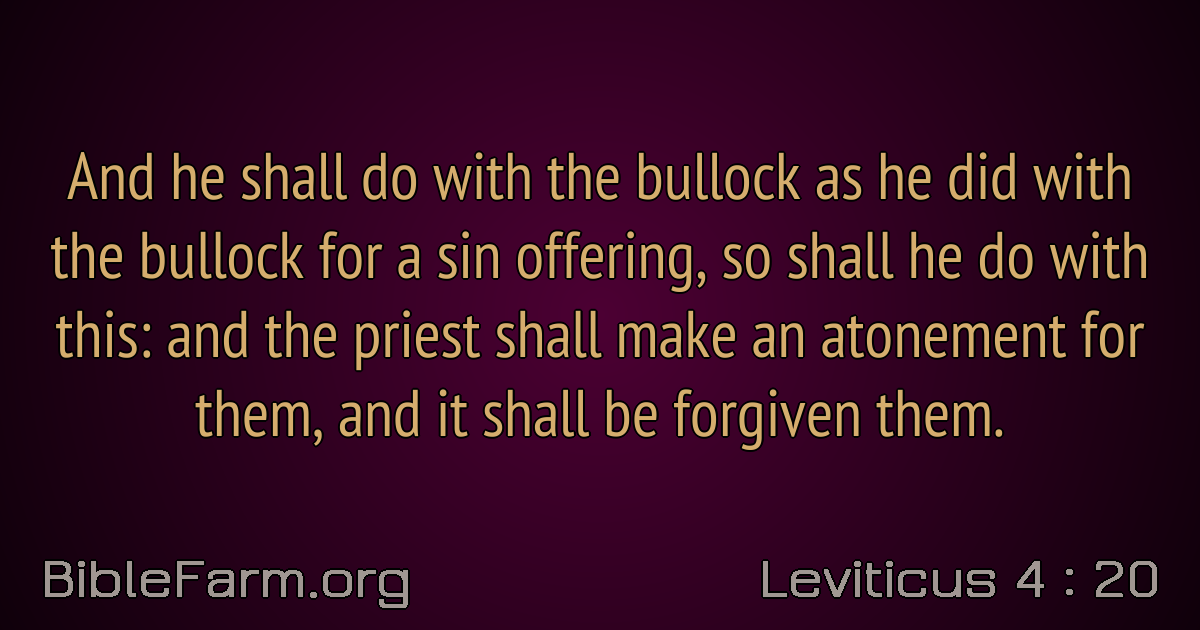 And he shall do with the bullock as he did with
the bullock for a sin offering, so shall he do with
this: and the priest shall make an atonement for
them, and it shall be forgiven them.
BibleFarm.org
Leviticus 4 : 20